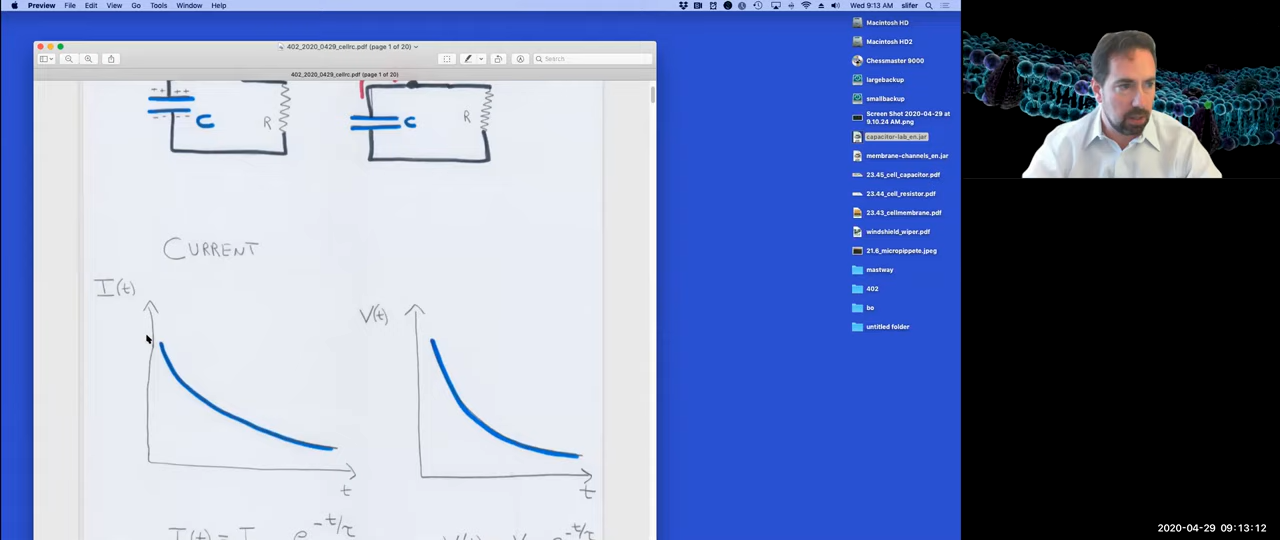 Preview File Edit View Go Tools Window Help
Wed 9:13 AM slifer
402_2020_0429_cellrc.pdf (page 1 of 20)
Search
402_2020_0429_cellrc.pdf (page 1 of 20)
C R C R
CURRENT
I(t) V(t)
t t
I(t) = I e^-t/τ
V(t) e^-t/τ
Macintosh HD
Macintosh HD2
Chessmaster 9000
largebackup
smallbackup
Screen Shot 2020-04-29 at
9.10.24 AM.png
capacitor-lab_en.jar
membrane-channels_en.jar
23.45_cell_capacitor.pdf
23.44_cell_resistor.pdf
23.43_cellmembrane.pdf
windshield_wiper.pdf
21.6_micropippete.jpeg
mastway
402
bo
untitled folder
2020-04-29 09:13:12